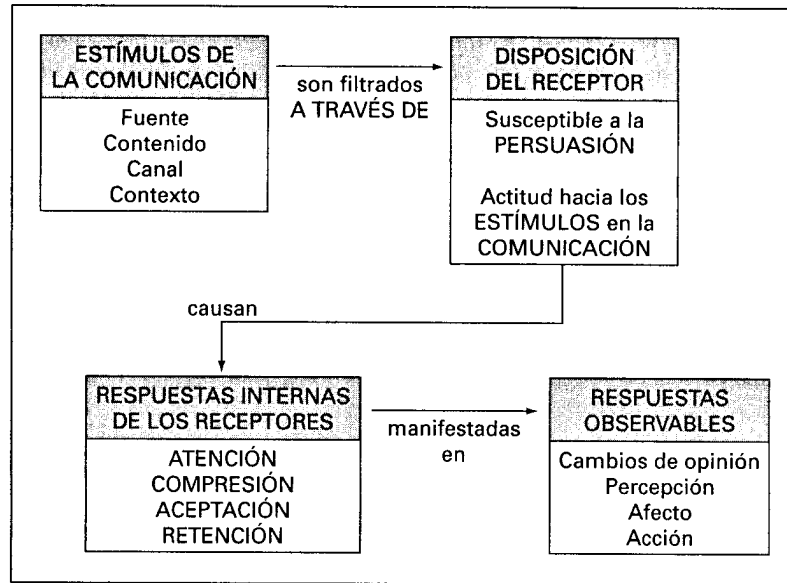 ESTÍMULOS DE
LA COMUNICACIÓN
Fuente
Contenido
Canal
Contexto
son filtrados
A TRAVÉS DE
DISPOSICIÓN
DEL RECEPTOR
Susceptible a la
PERSUASIÓN
Actitud hacia los
ESTÍMULOS en la
COMUNICACIÓN
causan
RESPUESTAS INTERNAS
DE LOS RECEPTORES
ATENCIÓN
COMPRESIÓN
ACEPTACIÓN
RETENCIÓN
manifestadas
en
RESPUESTAS
OBSERVABLES
Cambios de opinión
Percepción
Afecto
Acción